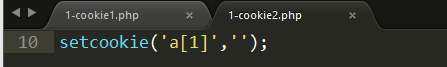 1-cookie1.php × 1-cookie2.php ×
10 setcookie('a[1]','');